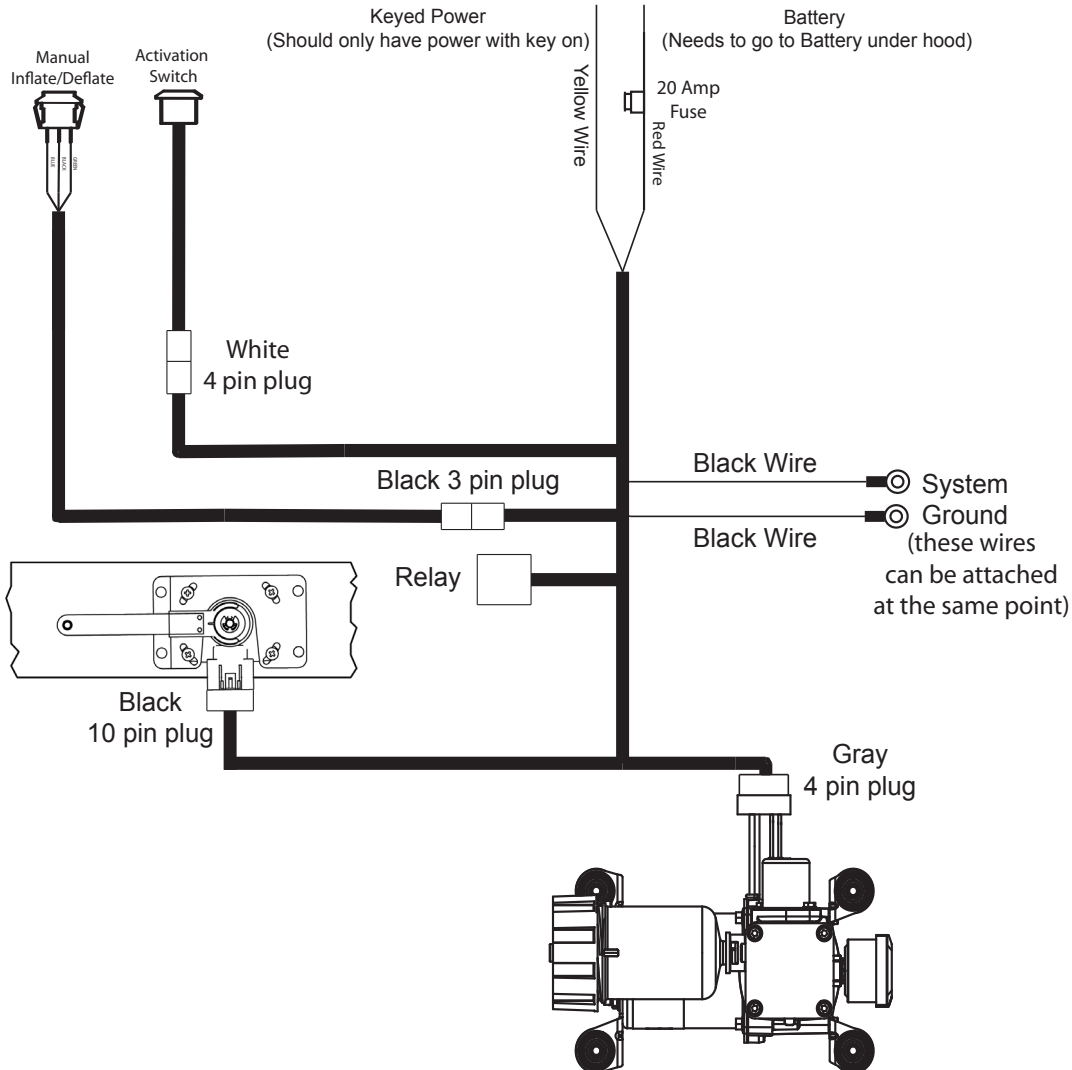 Keyed Power
(Should only have power with key on)
Battery
(Needs to go to Battery under hood)
Manual
Inflate/Deflate
Activation
Switch
Yellow Wire
20 Amp
Fuse
Red Wire
BLUE
BLACK
GREEN
White
4 pin plug
Black 3 pin plug
Black Wire
System
Black Wire
Ground
(these wires
can be attached
at the same point)
Relay
Black
10 pin plug
Gray
4 pin plug